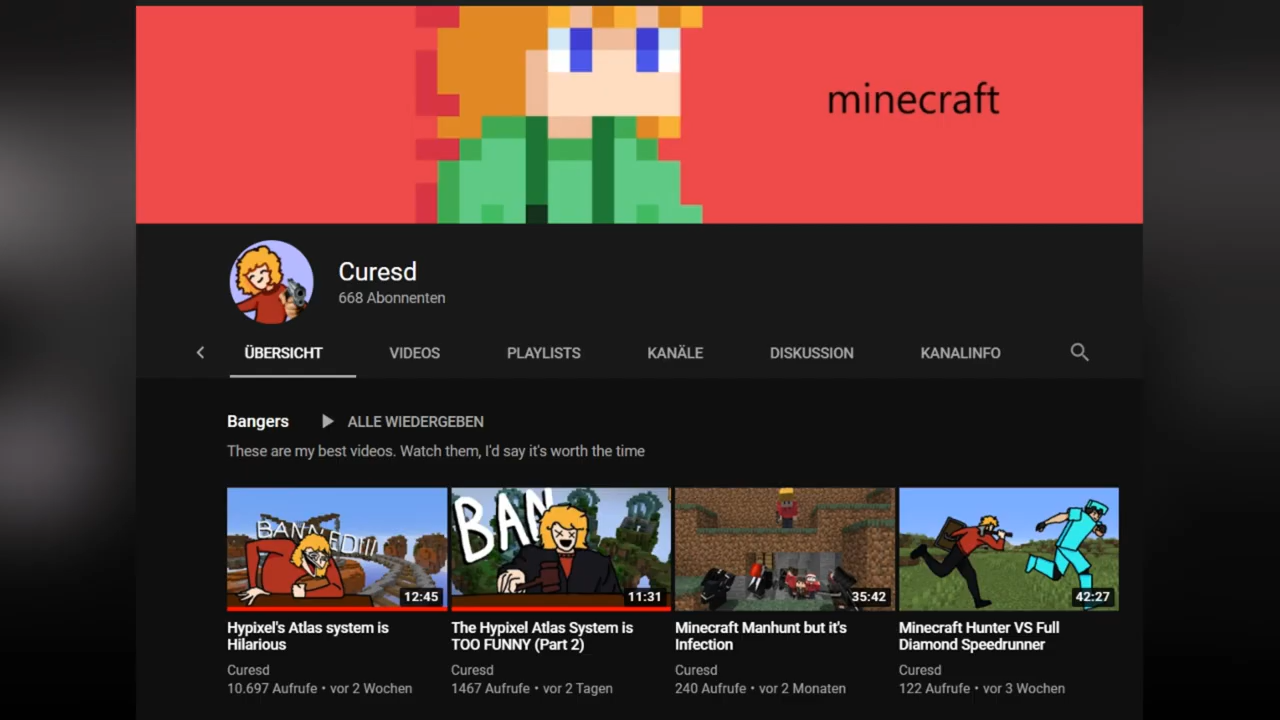 minecraft
Curesd
668 Abonnenten
ÜBERSICHT VIDEOS PLAYLISTS KANÄLE DISKUSSION KANALINFO
Bangers ALLE WIEDERGEBEN
These are my best videos. Watch them, I'd say it's worth the time
BANNED!!!
BAN
12:45 11:31 35:42 42:27
Hypixel's Atlas system is
Hilarious
Curesd
10.697 Aufrufe • vor 2 Wochen
The Hypixel Atlas System is
TOO FUNNY (Part 2)
Curesd
1467 Aufrufe • vor 2 Tagen
Minecraft Manhunt but it's
Infection
Curesd
240 Aufrufe • vor 2 Monaten
Minecraft Hunter VS Full
Diamond Speedrunner
Curesd
122 Aufrufe • vor 3 Wochen